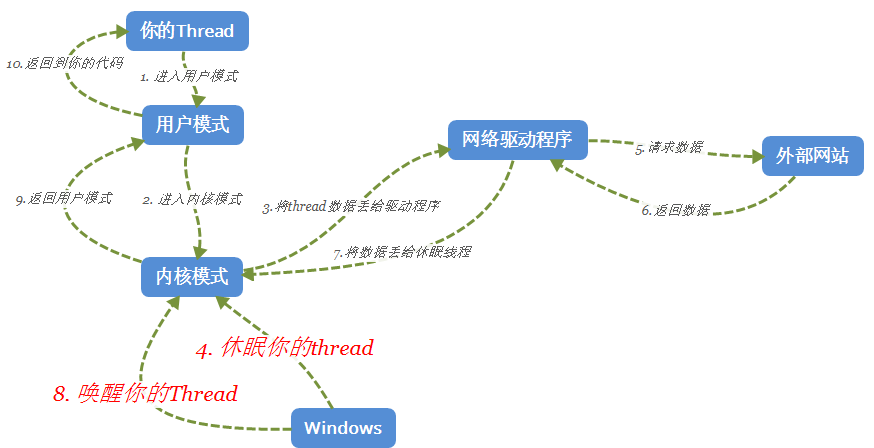 你的Thread
10.返回到你的代码
1. 进入用户模式
用户模式
网络驱动程序
5.请求数据
外部网站
9.返回用户模式
2. 进入内核模式
3.将thread数据丢给驱动程序
6.返回数据
7.将数据丢给休眠线程
内核模式
4. 休眠你的thread
8. 唤醒你的Thread
Windows